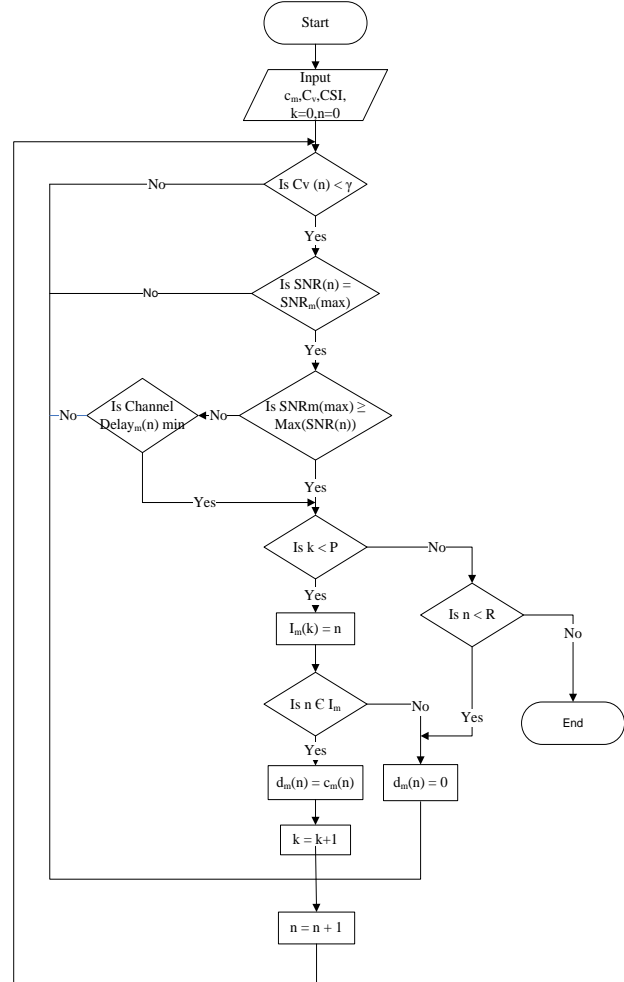 Start
Input
cₘ,Cᵥ,CSI,
k=0,n=0
Is Cv (n) < γ
No
Yes
Is SNR(n) =
SNRₘ(max)
No
Yes
Is SNRm(max) ≥
Max(SNR(n))
No
Is Channel
Delayₘ(n) min
No
Yes
Yes
Is k < P
No
Yes
Is n < R
No
Yes
End
Iₘ(k) = n
Is n Є Iₘ
No
Yes
dₘ(n) = cₘ(n)
dₘ(n) = 0
k = k+1
n = n + 1